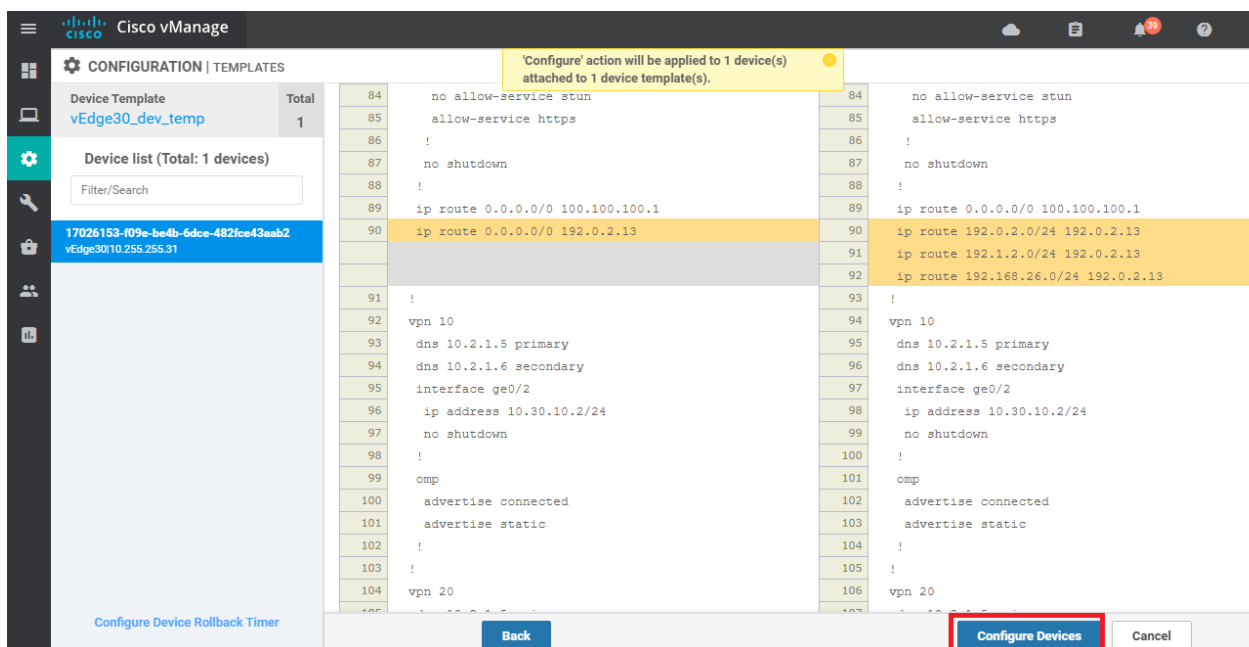 cisco Cisco vManage 39
CONFIGURATION | TEMPLATES
'Configure' action will be applied to 1 device(s)
attached to 1 device template(s).
Device Template Total
vEdge30_dev_temp 1
Device list (Total: 1 devices)
Filter/Search
17026153-f09e-be4b-6dce-482fce43aab2
vEdge30|10.255.255.31
Configure Device Rollback Timer
84 no allow-service stun
85 allow-service https
86 !
87 no shutdown
88 !
89 ip route 0.0.0.0/0 100.100.100.1
90 ip route 0.0.0.0/0 192.0.2.13
91 !
92 vpn 10
93 dns 10.2.1.5 primary
94 dns 10.2.1.6 secondary
95 interface ge0/2
96 ip address 10.30.10.2/24
97 no shutdown
98 !
99 omp
100 advertise connected
101 advertise static
102 !
103 !
104 vpn 20
84 no allow-service stun
85 allow-service https
86 !
87 no shutdown
88 !
89 ip route 0.0.0.0/0 100.100.100.1
90 ip route 192.0.2.0/24 192.0.2.13
91 ip route 192.1.2.0/24 192.0.2.13
92 ip route 192.168.26.0/24 192.0.2.13
93 !
94 vpn 10
95 dns 10.2.1.5 primary
96 dns 10.2.1.6 secondary
97 interface ge0/2
98 ip address 10.30.10.2/24
99 no shutdown
100 !
101 omp
102 advertise connected
103 advertise static
104 !
105 !
106 vpn 20
Back Configure Devices Cancel